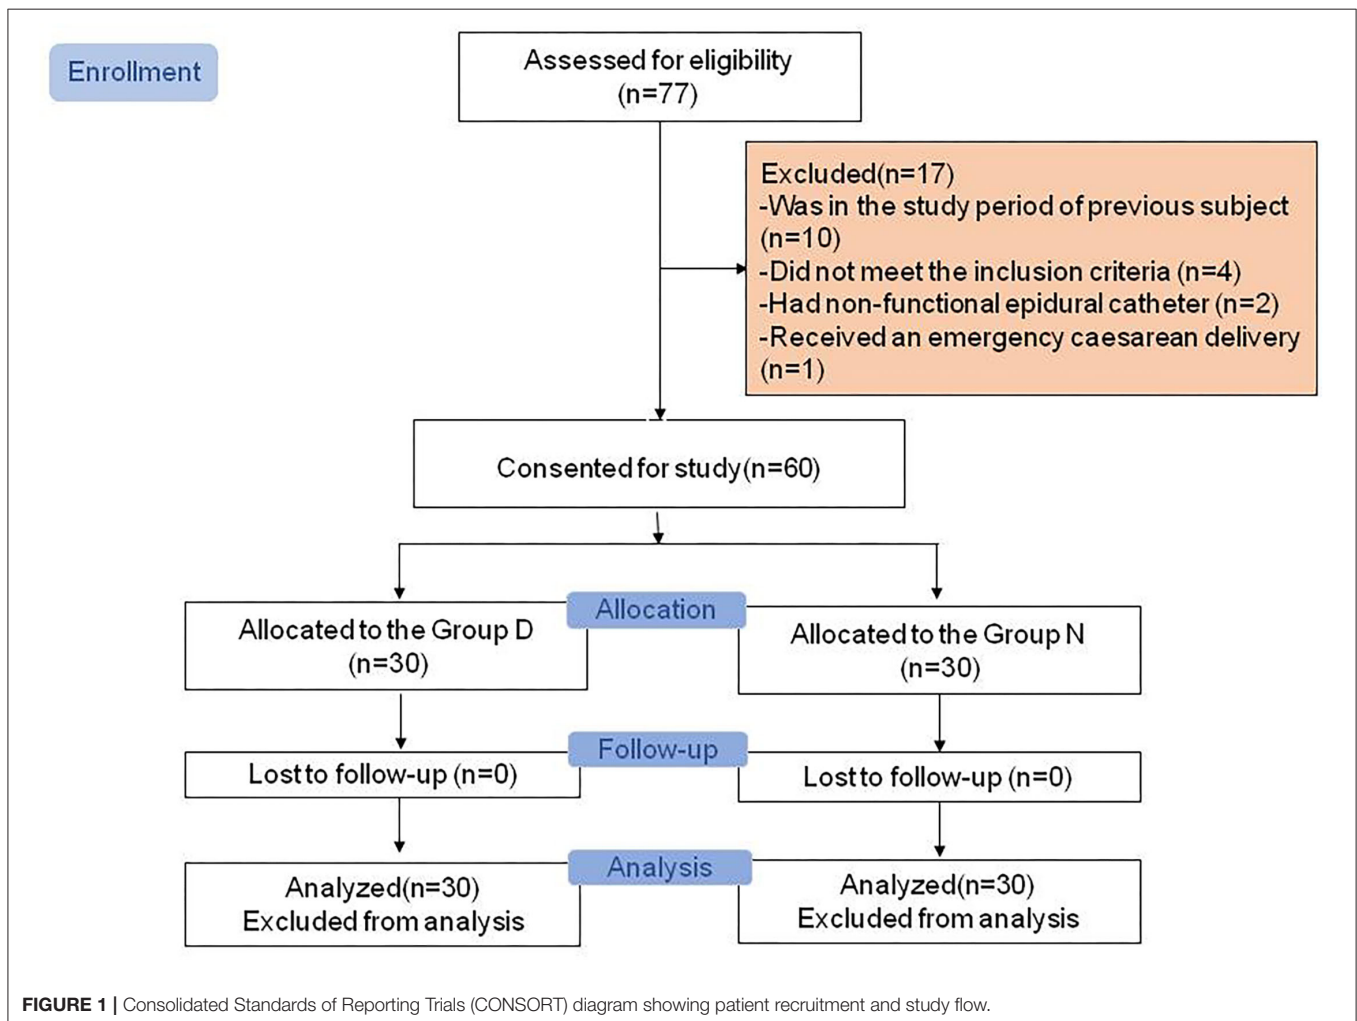 Enrollment
Assessed for eligibility
(n=77)
Excluded(n=17)
-Was in the study period of previous subject
(n=10)
-Did not meet the inclusion criteria (n=4)
-Had non-functional epidural catheter (n=2)
-Received an emergency caesarean delivery
(n=1)
Consented for study(n=60)
Allocation
Allocated to the Group D
(n=30)
Allocated to the Group N
(n=30)
Follow-up
Lost to follow-up (n=0)
Lost to follow-up (n=0)
Analysis
Analyzed(n=30)
Excluded from analysis
Analyzed(n=30)
Excluded from analysis
FIGURE 1 | Consolidated Standards of Reporting Trials (CONSORT) diagram showing patient recruitment and study flow.